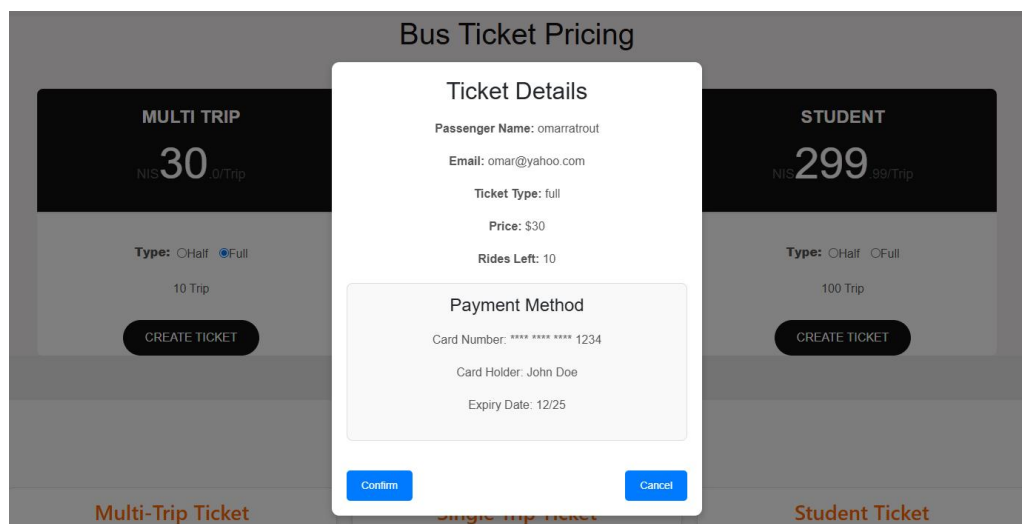 Bus Ticket Pricing
MULTI TRIP
NIS30.0/Trip
Type: Half Full
10 Trip
CREATE TICKET
Ticket Details
Passenger Name: omarratrout
Email: omar@yahoo.com
Ticket Type: full
Price: $30
Rides Left: 10
Payment Method
Card Number: **** **** **** 1234
Card Holder: John Doe
Expiry Date: 12/25
Confirm
Cancel
STUDENT
NIS299.99/Trip
Type: Half Full
100 Trip
CREATE TICKET
Multi-Trip Ticket
Single Trip Ticket
Student Ticket